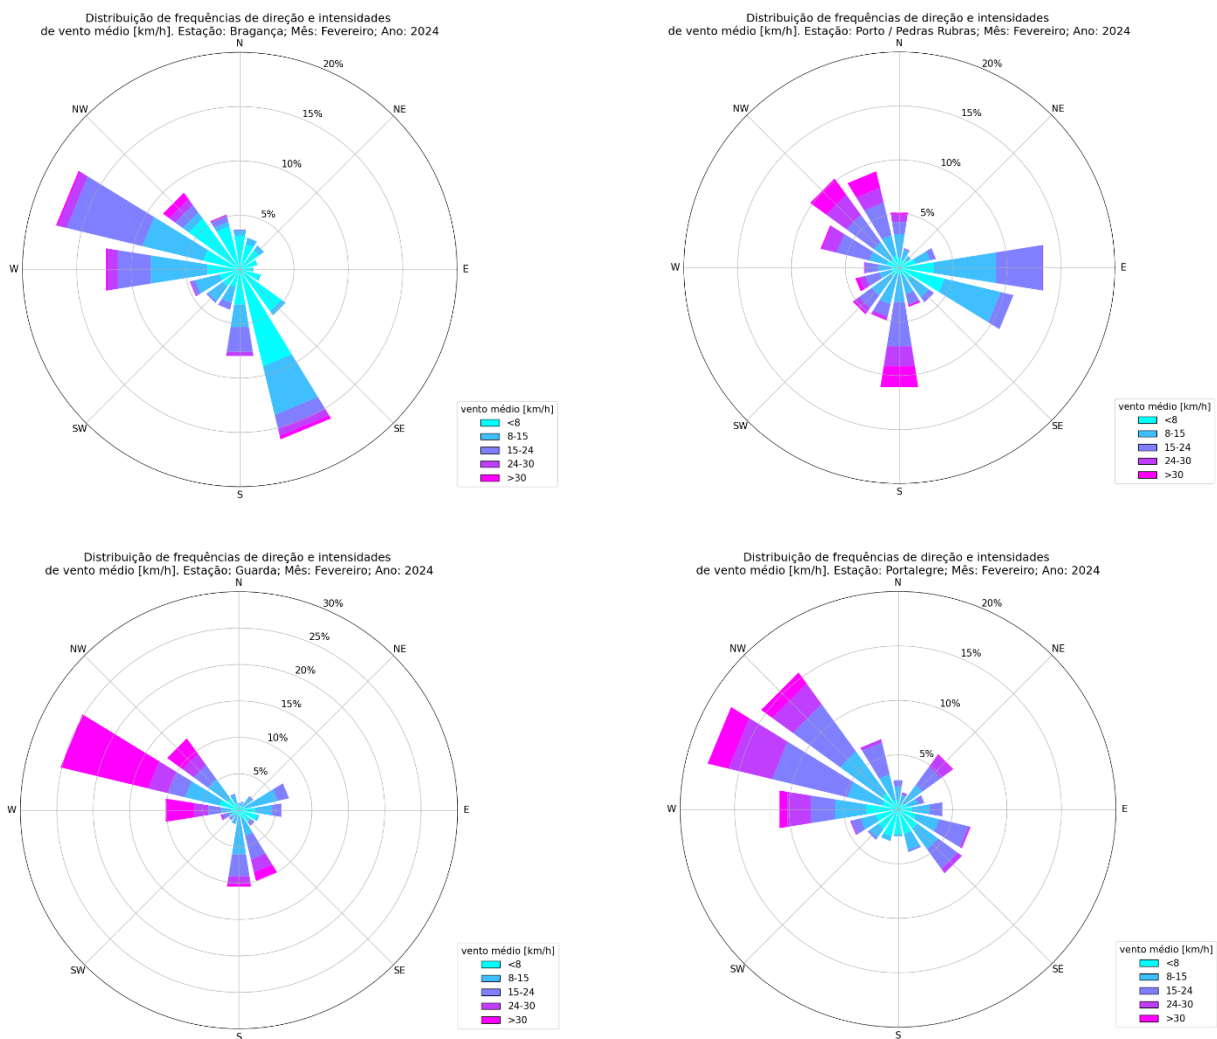 Distribuição de frequências de direção e intensidades
de vento médio [km/h]. Estação: Bragança; Mês: Fevereiro; Ano: 2024
N
20%
15%
10%
5%
NW
NE
W
E
SW
SE
S
vento médio [km/h]
<8
8-15
15-24
24-30
>30
Distribuição de frequências de direção e intensidades
de vento médio [km/h]. Estação: Porto / Pedras Rubras; Mês: Fevereiro; Ano: 2024
N
20%
15%
10%
5%
NW
NE
W
E
SW
SE
S
vento médio [km/h]
<8
8-15
15-24
24-30
>30
Distribuição de frequências de direção e intensidades
de vento médio [km/h]. Estação: Guarda; Mês: Fevereiro; Ano: 2024
N
30%
25%
20%
15%
10%
5%
NW
NE
W
E
SW
SE
S
vento médio [km/h]
<8
8-15
15-24
24-30
>30
Distribuição de frequências de direção e intensidades
de vento médio [km/h]. Estação: Portalegre; Mês: Fevereiro; Ano: 2024
N
20%
15%
10%
5%
NW
NE
W
E
SW
SE
S
vento médio [km/h]
<8
8-15
15-24
24-30
>30